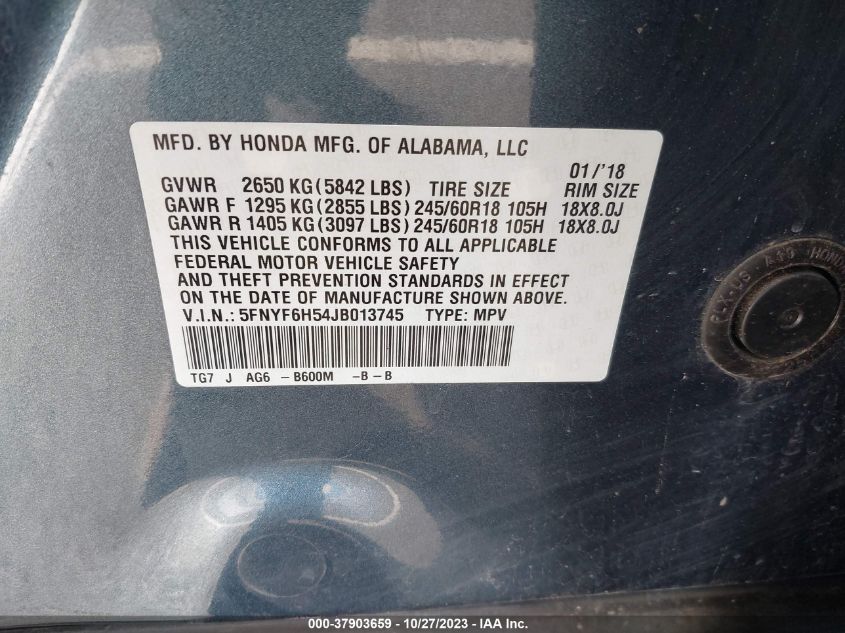 MFD. BY HONDA MFG. OF ALABAMA, LLC
01/'18
GVWR 2650 KG(5842 LBS) TIRE SIZE RIM SIZE
GAWR F 1295 KG(2855 LBS) 245/60R18 105H 18X8.0J
GAWR R 1405 KG(3097 LBS) 245/60R18 105H 18X8.0J
THIS VEHICLE CONFORMS TO ALL APPLICABLE
FEDERAL MOTOR VEHICLE SAFETY
AND THEFT PREVENTION STANDARDS IN EFFECT
ON THE DATE OF MANUFACTURE SHOWN ABOVE.
V.I.N.: 5FNYF6H54JB013745 TYPE: MPV
TG7 J AG6 -B600M -B-B
HONDA
000-37903659 - 10/27/2023 - IAA Inc.